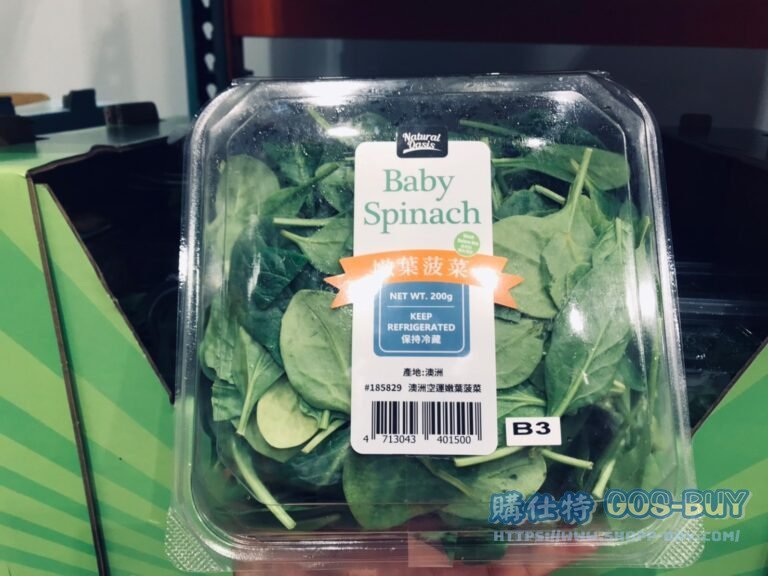 Natural
Oasis
Baby
Spinach
嫩葉菠菜
NET WT. 200g
KEEP
REFRIGERATED
保持冷藏
產地:澳洲
#185829 澳洲空運嫩葉菠菜
4 713043 401500
B3
購仕特 GOS-BUY